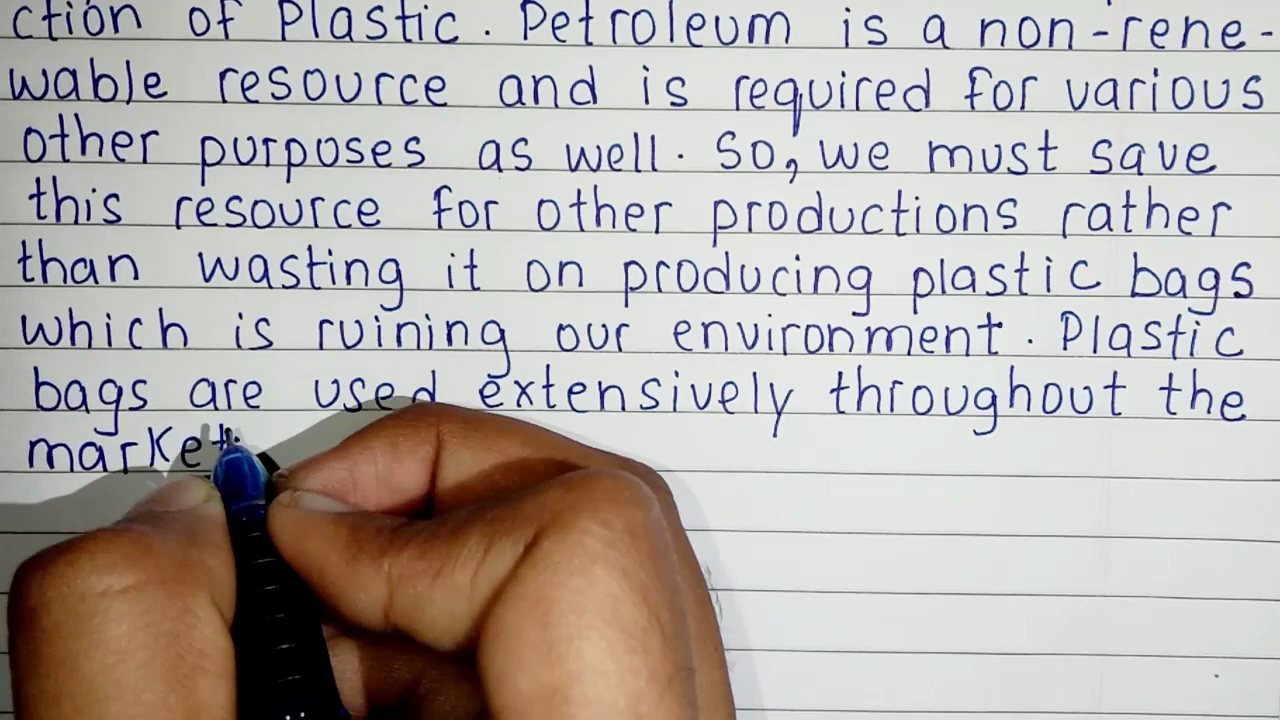 ction of Plastic. Petroleum is a non-rene-
wable resource and is required for various
other purposes as well. So, we must save
this resource for other productions rather
than wasting it on producing plastic bags
which is ruining our environment. Plastic
bags are used extensively throughout the
market